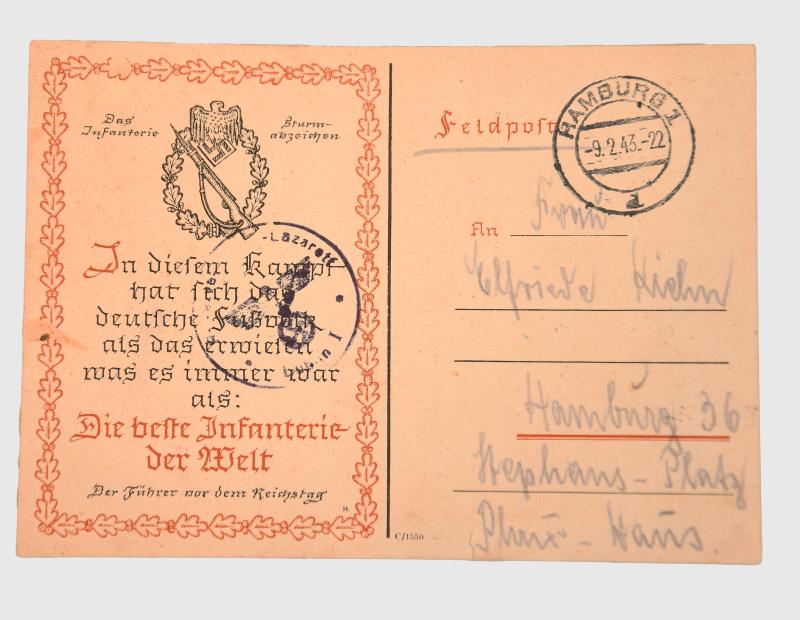 Das
Infanterie
Sturm-
abzeichen
In diesem Kampf
hat sich das
deutsche Fußvolk
als das erwiesen
was es immer war
als:
Die beste Infanterie
der Welt
Der Führer vor dem Reichstag
H.
-Lazarett
I
Feldpost
HAMBURG 1
-9.2.43.-22
a
An Frau
Elfriede
Hamburg 36
Stephans-Platz
Haus.
C/1550